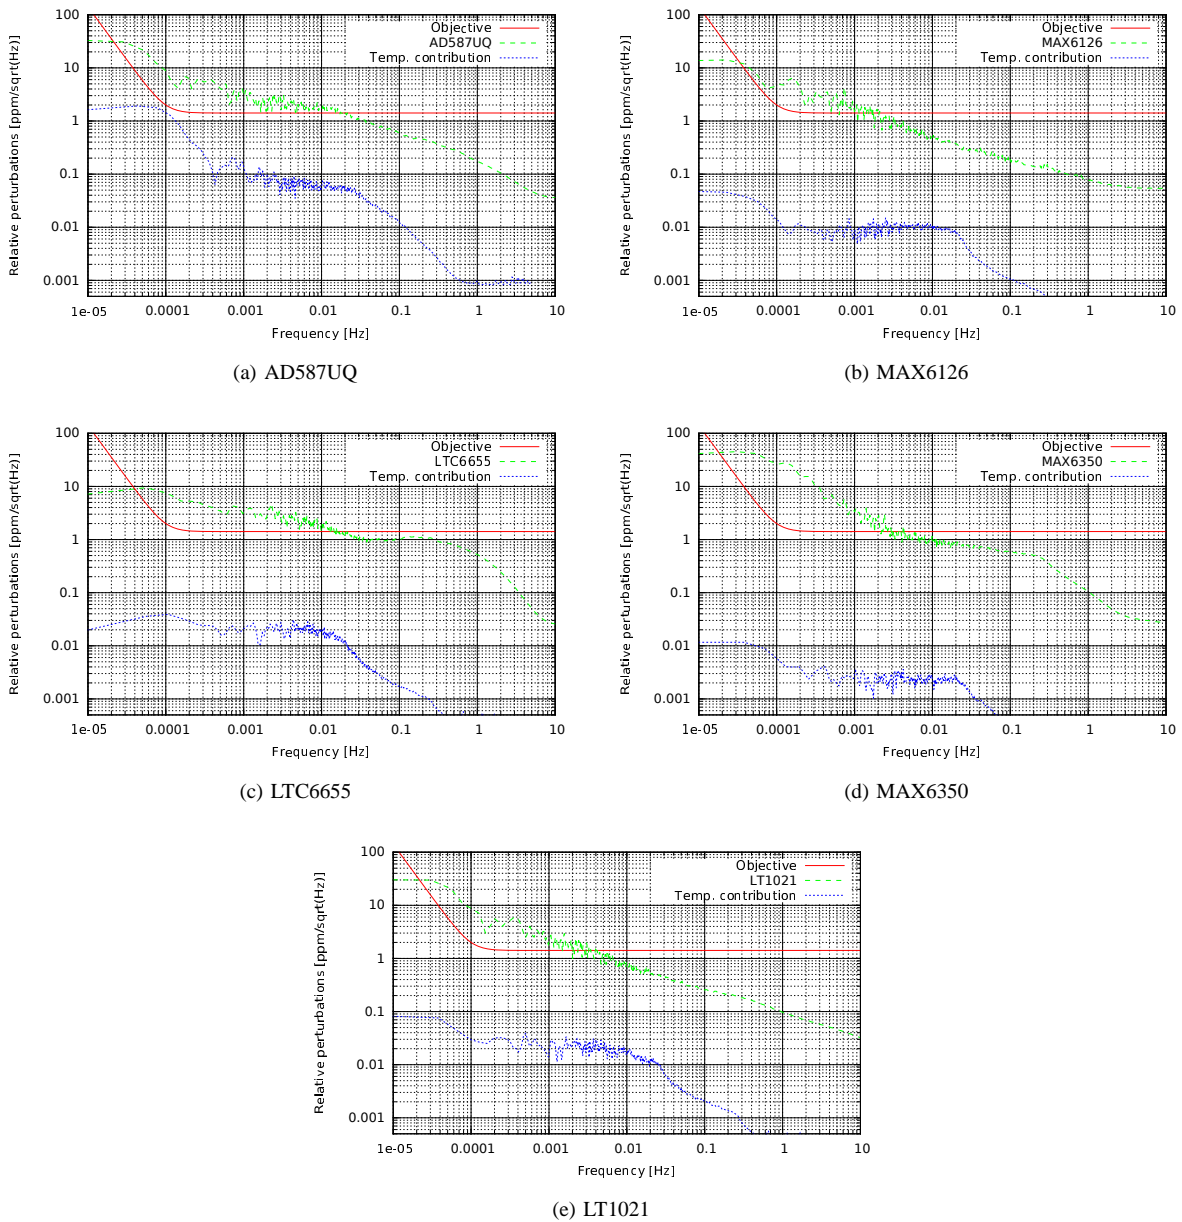 100
10
1
0.1
0.01
0.001
1e-05 0.0001 0.001 0.01 0.1 1 10
Relative perturbations [ppm/sqrt(Hz)]
Frequency [Hz]
Objective
AD587UQ
Temp. contribution
(a) AD587UQ
100
10
1
0.1
0.01
0.001
1e-05 0.0001 0.001 0.01 0.1 1 10
Relative perturbations [ppm/sqrt(Hz)]
Frequency [Hz]
Objective
MAX6126
Temp. contribution
(b) MAX6126
100
10
1
0.1
0.01
0.001
1e-05 0.0001 0.001 0.01 0.1 1 10
Relative perturbations [ppm/sqrt(Hz)]
Frequency [Hz]
Objective
LTC6655
Temp. contribution
(c) LTC6655
100
10
1
0.1
0.01
0.001
1e-05 0.0001 0.001 0.01 0.1 1 10
Relative perturbations [ppm/sqrt(Hz)]
Frequency [Hz]
Objective
MAX6350
Temp. contribution
(d) MAX6350
100
10
1
0.1
0.01
0.001
1e-05 0.0001 0.001 0.01 0.1 1 10
Relative perturbations [ppm/sqrt(Hz)]
Frequency [Hz]
Objective
LT1021
Temp. contribution
(e) LT1021